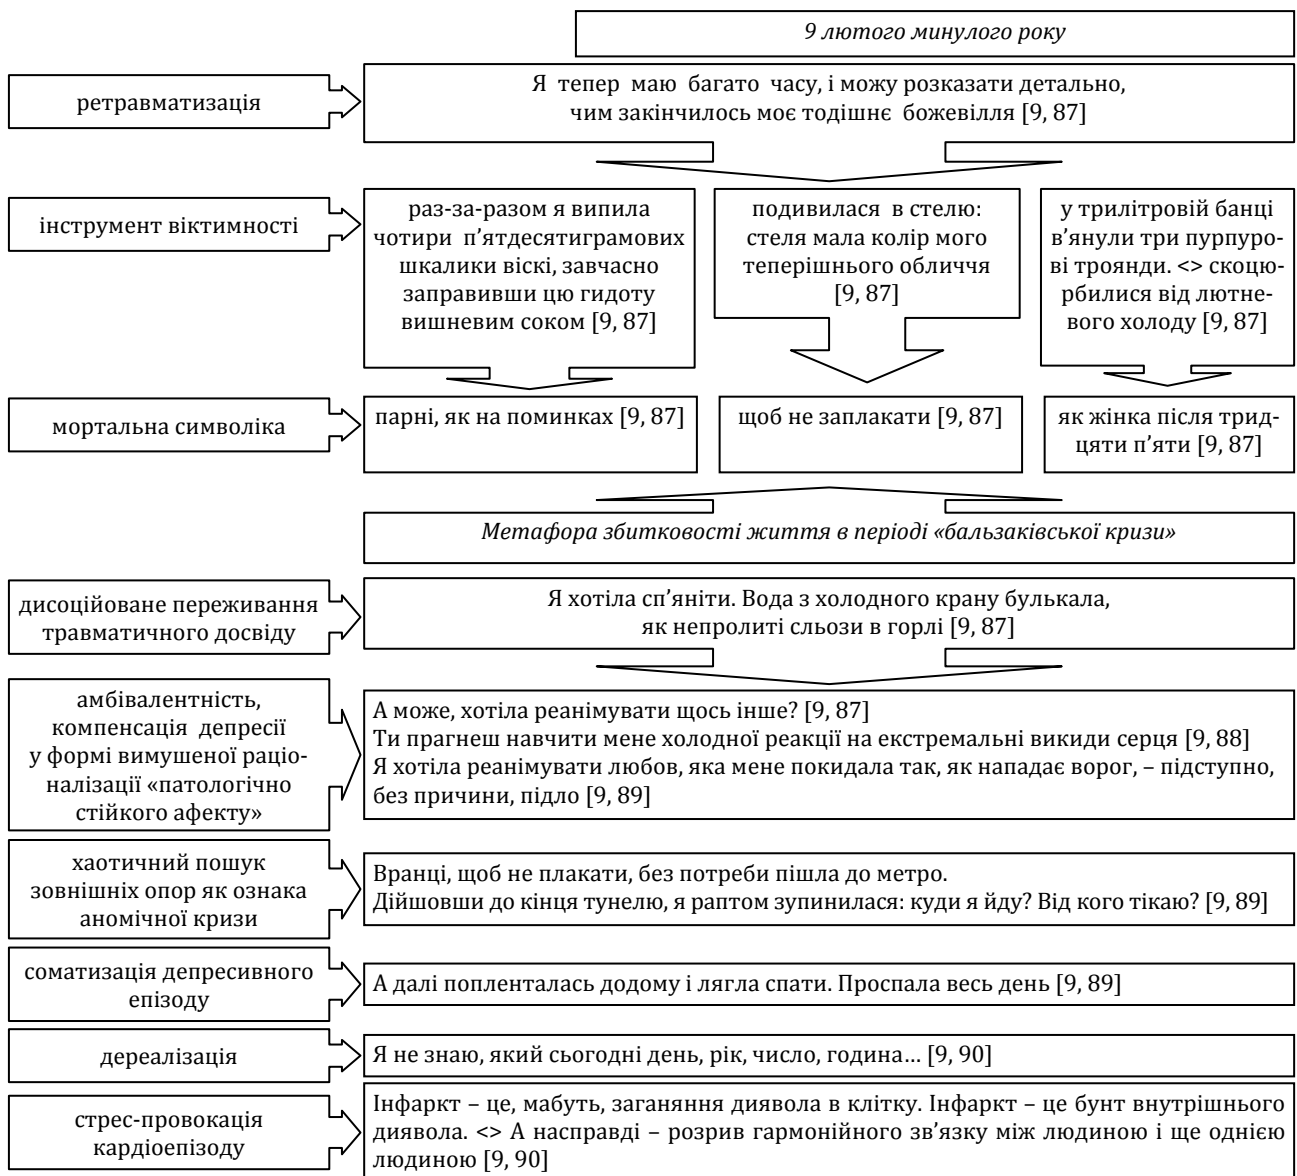 9 лютого минулого року
ретравматизація
Я тепер маю багато часу, і можу розказати детально,
чим закінчилось моє тодішнє божевілля [9, 87]
інструмент віктимності
раз-за-разом я випила
чотири п’ятдесятиграмових
шкалики віскі, завчасно
заправивши цю гидоту
вишневим соком [9, 87]
подивилася в стелю:
стеля мала колір мого
теперішнього обличчя
[9, 87]
у трилітровій банці
в’янули три пурпуро-
ві троянди. <> скоцю-
рбилися від лютне-
вого холоду [9, 87]
мортальна символіка
парні, як на поминках [9, 87]
щоб не заплакати [9, 87]
як жінка після трид-
цяти п’яти [9, 87]
Метафора збитковості життя в періоді «бальзаківської кризи»
дисоційоване переживання
травматичного досвіду
Я хотіла сп’яніти. Вода з холодного крану булькала,
як непролиті сльози в горлі [9, 87]
амбівалентність,
компенсація депресії
у формі вимушеної раціо-
налізації «патологічно
стійкого афекту»
А може, хотіла реанімувати щось інше? [9, 87]
Ти прагнеш навчити мене холодної реакції на екстремальні викиди серця [9, 88]
Я хотіла реанімувати любов, яка мене покидала так, як нападає ворог, – підступно,
без причини, підло [9, 89]
хаотичний пошук
зовнішніх опор як ознака
аномічної кризи
Вранці, щоб не плакати, без потреби пішла до метро.
Дійшовши до кінця тунелю, я раптом зупинилася: куди я йду? Від кого тікаю? [9, 89]
соматизація депресивного
епізоду
А далі попленталась додому і лягла спати. Проспала весь день [9, 89]
дереалізація
Я не знаю, який сьогодні день, рік, число, година… [9, 90]
стрес-провокація
кардіоепізоду
Інфаркт – це, мабуть, заганяння диявола в клітку. Інфаркт – це бунт внутрішнього
диявола. <> А насправді – розрив гармонійного зв’язку між людиною і ще однією
людиною [9, 90]